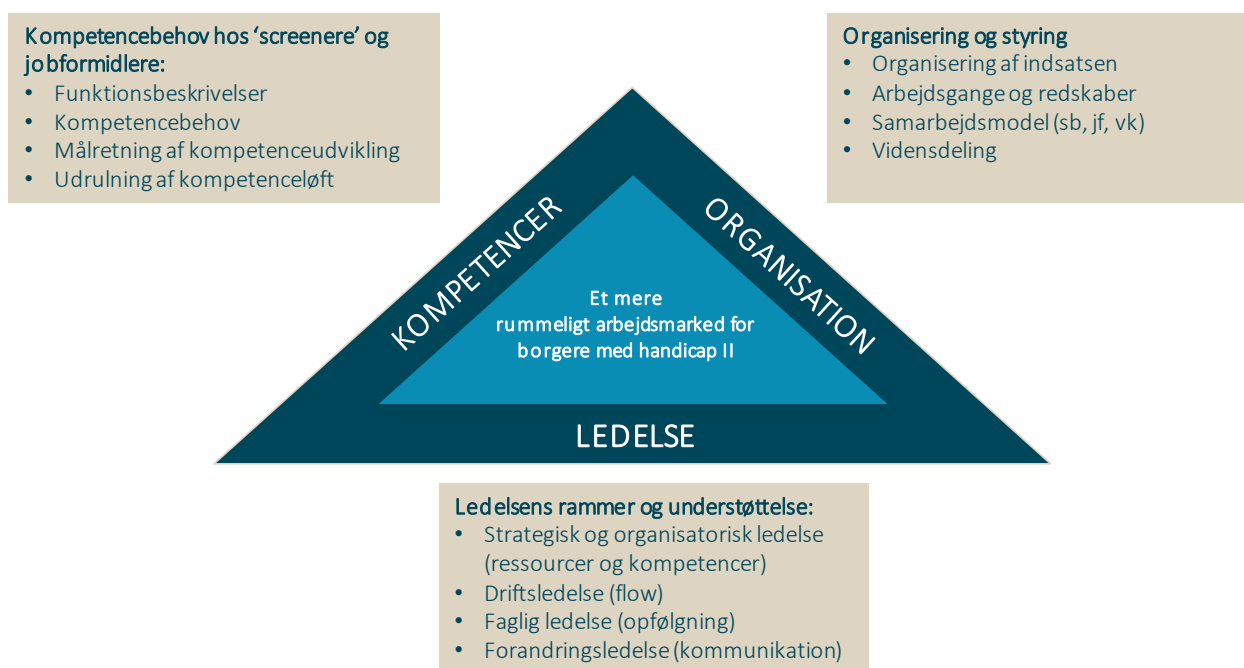 Kompetencebehov hos ‘screenere’ og
jobformidlere:
• Funktionsbeskrivelser
• Kompetencebehov
• Målretning af kompetenceudvikling
• Udrulning af kompetenceløft
Organisering og styring
• Organisering af indsatsen
• Arbejdsgange og redskaber
• Samarbejdsmodel (sb, jf, vk)
• Vidensdeling
KOMPETENCER
ORGANISATION
Et mere
rummeligt arbejdsmarked for
borgere med handicap II
LEDELSE
Ledelsens rammer og understøttelse:
• Strategisk og organisatorisk ledelse
(ressourcer og kompetencer)
• Driftsledelse (flow)
• Faglig ledelse (opfølgning)
• Forandringsledelse (kommunikation)